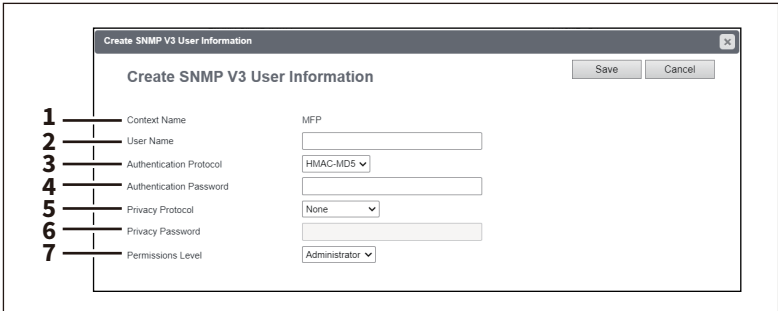 Create SNMP V3 User Information
Create SNMP V3 User Information
Save Cancel
1 Context Name MFP
2 User Name
3 Authentication Protocol HMAC-MD5
4 Authentication Password
5 Privacy Protocol None
6 Privacy Password
7 Permissions Level Administrator